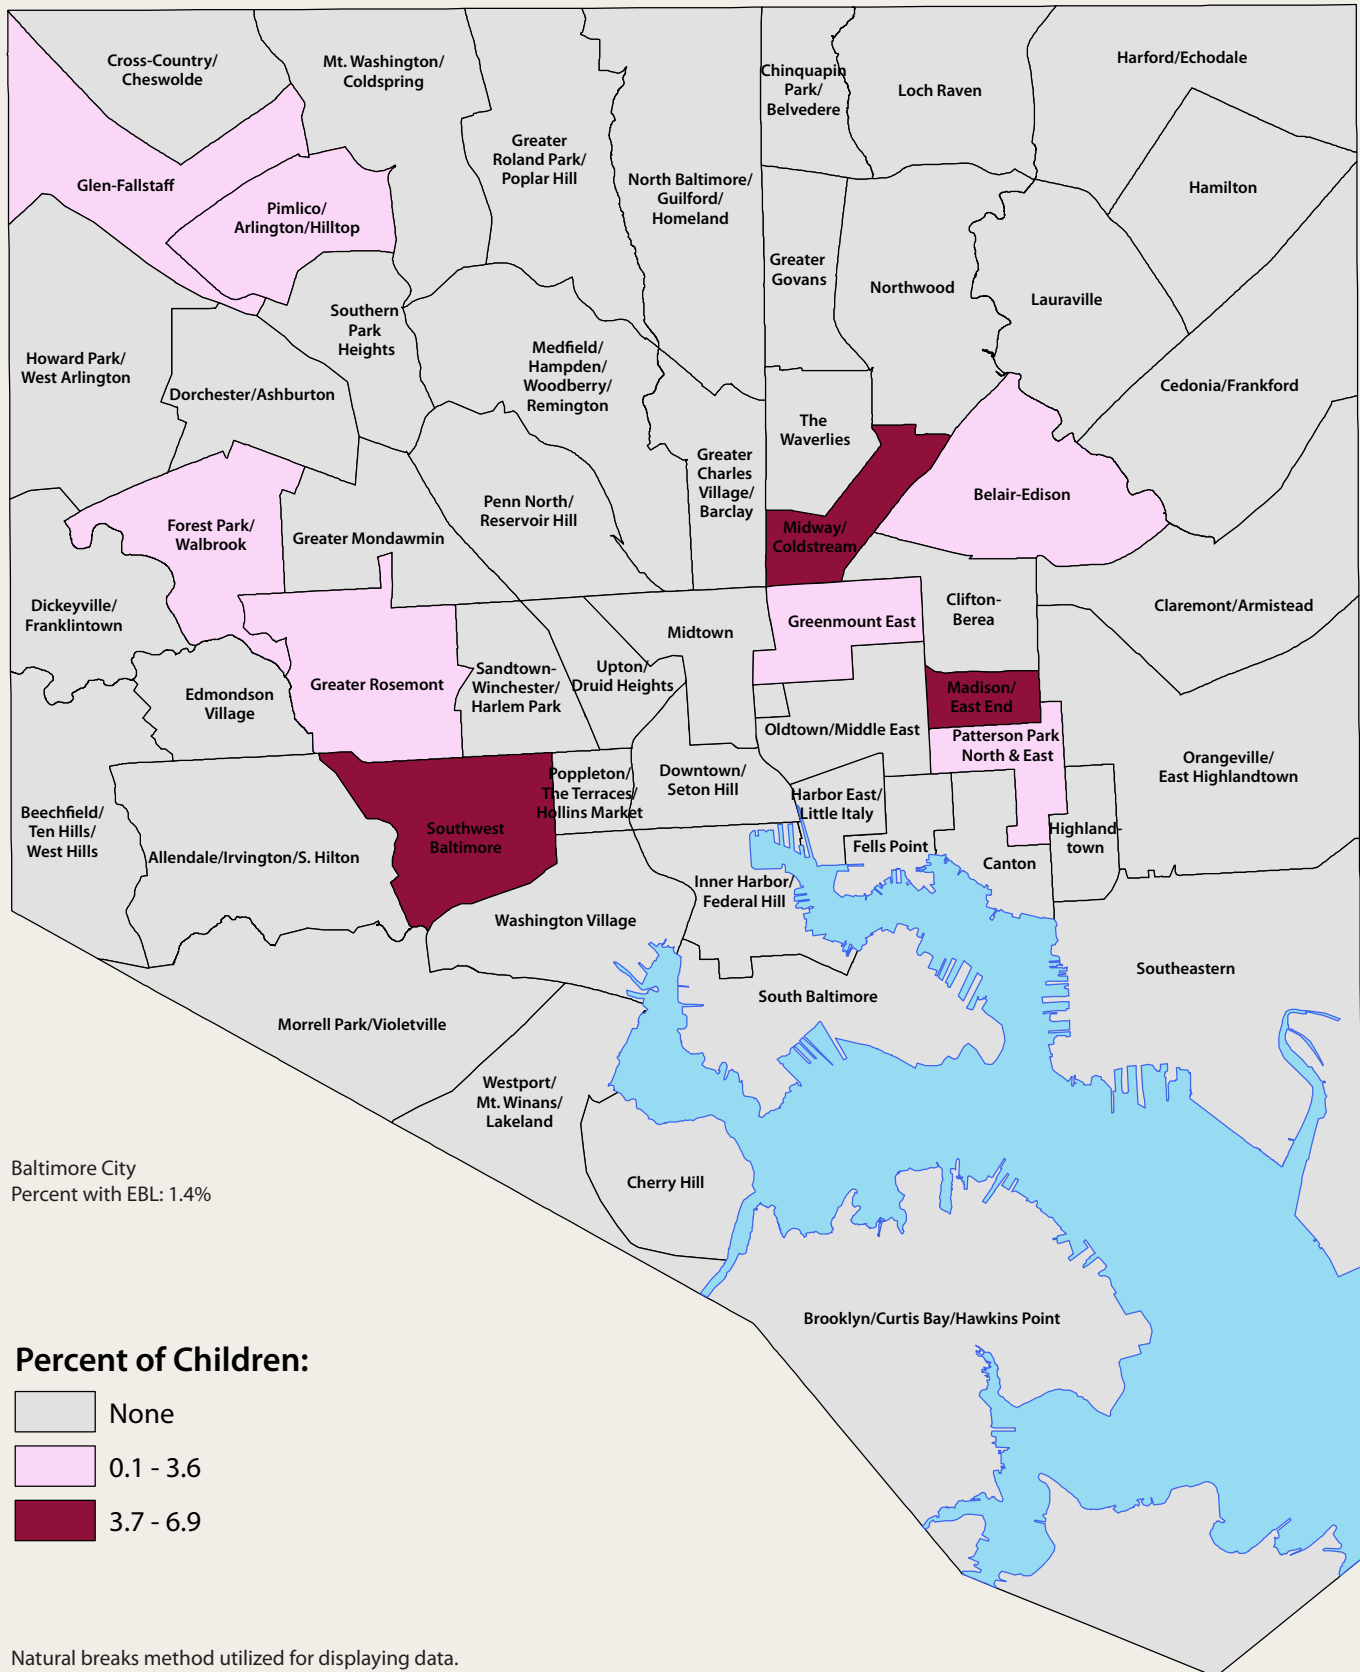 Cross-Country/
Cheswolde
Mt. Washington/
Coldspring
Greater
Roland Park/
Poplar Hill
North Baltimore/
Guilford/
Homeland
Chinquapin
Park/
Belvedere
Loch Raven
Harford/Echodale
Hamilton
Glen-Fallstaff
Pimlico/
Arlington/Hilltop
Greater
Govans
Northwood
Lauraville
Southern
Park
Heights
Howard Park/
West Arlington
Dorchester/Ashburton
Medfield/
Hampden/
Woodberry/
Remington
Cedonia/Frankford
The
Waverlies
Greater
Charles
Village/
Barclay
Penn North/
Reservoir Hill
Belair-Edison
Midway/
Coldstream
Forest Park/
Walbrook
Greater Mondawmin
Dickeyville/
Franklintown
Midtown
Greenmount East
Clifton-
Berea
Claremont/Armistead
Edmondson
Village
Greater Rosemont
Sandtown-
Winchester/
Harlem Park
Upton/
Druid Heights
Madison/
East End
Oldtown/Middle East
Patterson Park
North & East
Orangeville/
East Highlandtown
Beechfield/
Ten Hills/
West Hills
Allendale/Irvington/S. Hilton
Southwest
Baltimore
Poppleton/
The Terraces/
Hollins Market
Downtown/
Seton Hill
Harbor East/
Little Italy
Fells Point
Canton
Highland-
town
Inner Harbor/
Federal Hill
Washington Village
Southeastern
South Baltimore
Morrell Park/Violetville
Westport/
Mt. Winans/
Lakeland
Cherry Hill
Baltimore City
Percent with EBL: 1.4%
Brooklyn/Curtis Bay/Hawkins Point
Percent of Children:
None
0.1 - 3.6
3.7 - 6.9
Natural breaks method utilized for displaying data.